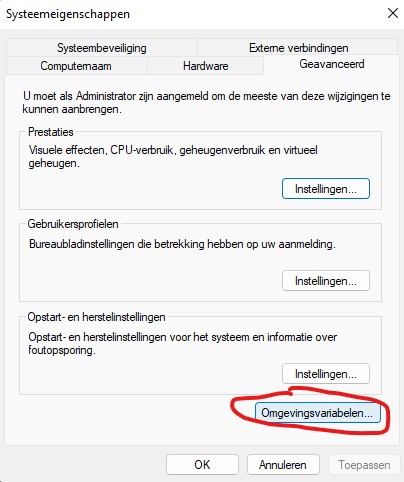 Systeemeigenschappen
Systeembeveiliging
Externe verbindingen
Computernaam
Hardware
Geavanceerd
U moet als Administrator zijn aangemeld om de meeste van deze wijzigingen te
kunnen aanbrengen.
Prestaties
Visuele effecten, CPU-verbruik, geheugenverbruik en virtueel
geheugen.
Instellingen...
Gebruikersprofielen
Bureaubladinstellingen die betrekking hebben op uw aanmelding.
Instellingen...
Opstart- en herstelinstellingen
Opstart- en herstelinstellingen voor het systeem en informatie over
foutopsporing.
Instellingen...
Omgevingsvariabelen...
OK
Annuleren
Toepassen